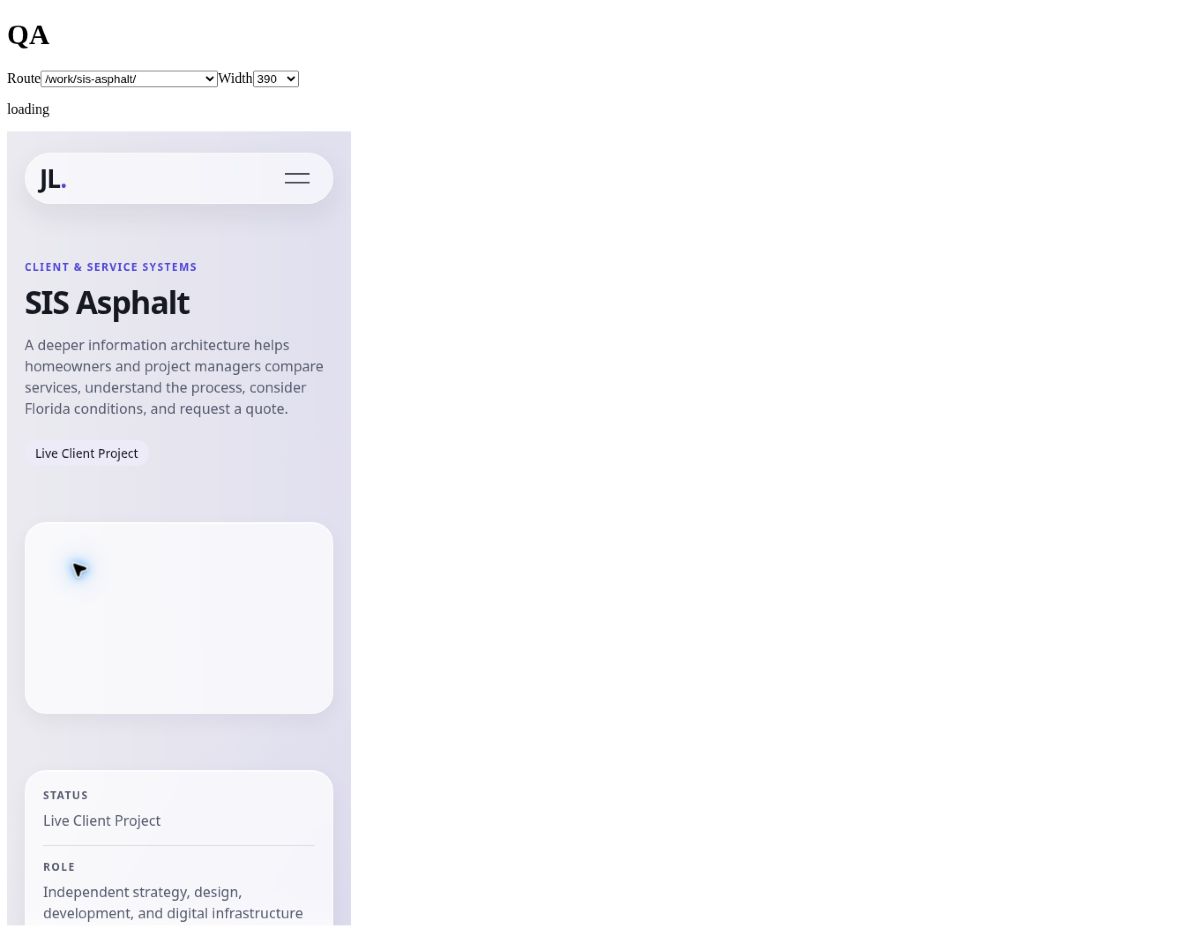 QA
Route /work/sis-asphalt/ Width 390
loading
JL.
CLIENT & SERVICE SYSTEMS
SIS Asphalt
A deeper information architecture helps
homeowners and project managers compare
services, understand the process, consider
Florida conditions, and request a quote.
Live Client Project
STATUS
Live Client Project
ROLE
Independent strategy, design,
development, and digital infrastructure